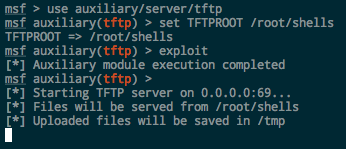 msf > use auxiliary/server/tftp
msf auxiliary(tftp) > set TFTPROOT /root/shells
TFTPROOT => /root/shells
msf auxiliary(tftp) > exploit
[*] Auxiliary module execution completed
msf auxiliary(tftp) >
[*] Starting TFTP server on 0.0.0.0:69...
[*] Files will be served from /root/shells
[*] Uploaded files will be saved in /tmp